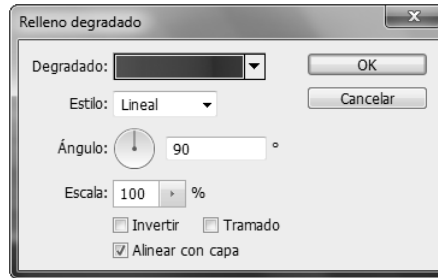 Relleno degradado
Degradado: OK
Estilo: Lineal Cancelar
Ángulo: 90 °
Escala: 100 %
Invertir Tramado
Alinear con capa